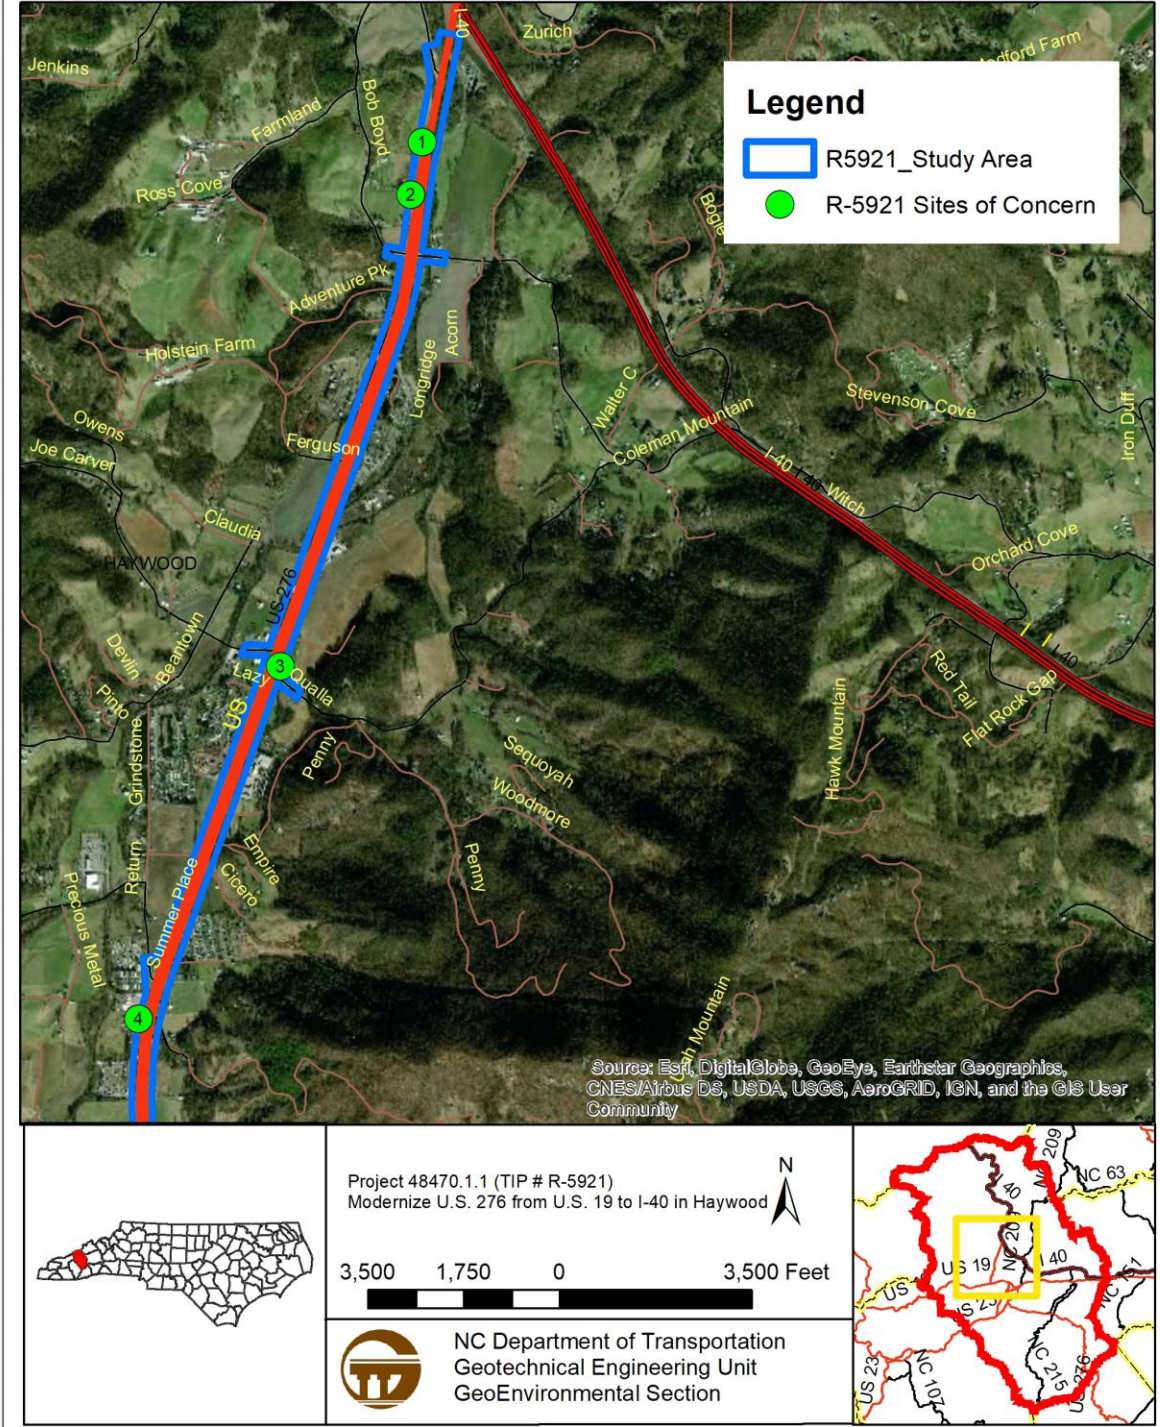 I-40
Zurich
Jenkins
Bob Boyd
Farmland
Ross Cove
Legend
R5921_Study Area
R-5921 Sites of Concern
1
2
Adventure Pk
Holstein Farm
Acorn
Longridge
Walter C
Stevenson Cove
Iron Duff
Owens
Joe Carver
Ferguson
Coleman Mountain
I-40
I-40
Witch
Claudia
HAYWOOD
US-276
Orchard Cove
Beantown
Devlin
Pinto
3
Lazy
Qualla
US
I-40
Red Tail
Flat Rock Gap
Hawk Mountain
Grindstone
Penny
Sequoyah
Woodmore
Return
Empire
Cicero
Penny
Precious Metal
Summer Place
4
Mountain
Source: Esri, DigitalGlobe, GeoEye, Earthstar Geographics,
CNES/Airbus DS, USDA, USGS, AeroGRID, IGN, and the GIS User
Community
Project 48470.1.1 (TIP # R-5921)
Modernize U.S. 276 from U.S. 19 to I-40 in Haywood
N
3,500 1,750 0 3,500 Feet
NC Department of Transportation
Geotechnical Engineering Unit
GeoEnvironmental Section
NC 209
NC 63
I 40
NC 20
US 19
I 40
NC 151
US
US 23
NC 107
NC 215
US 276